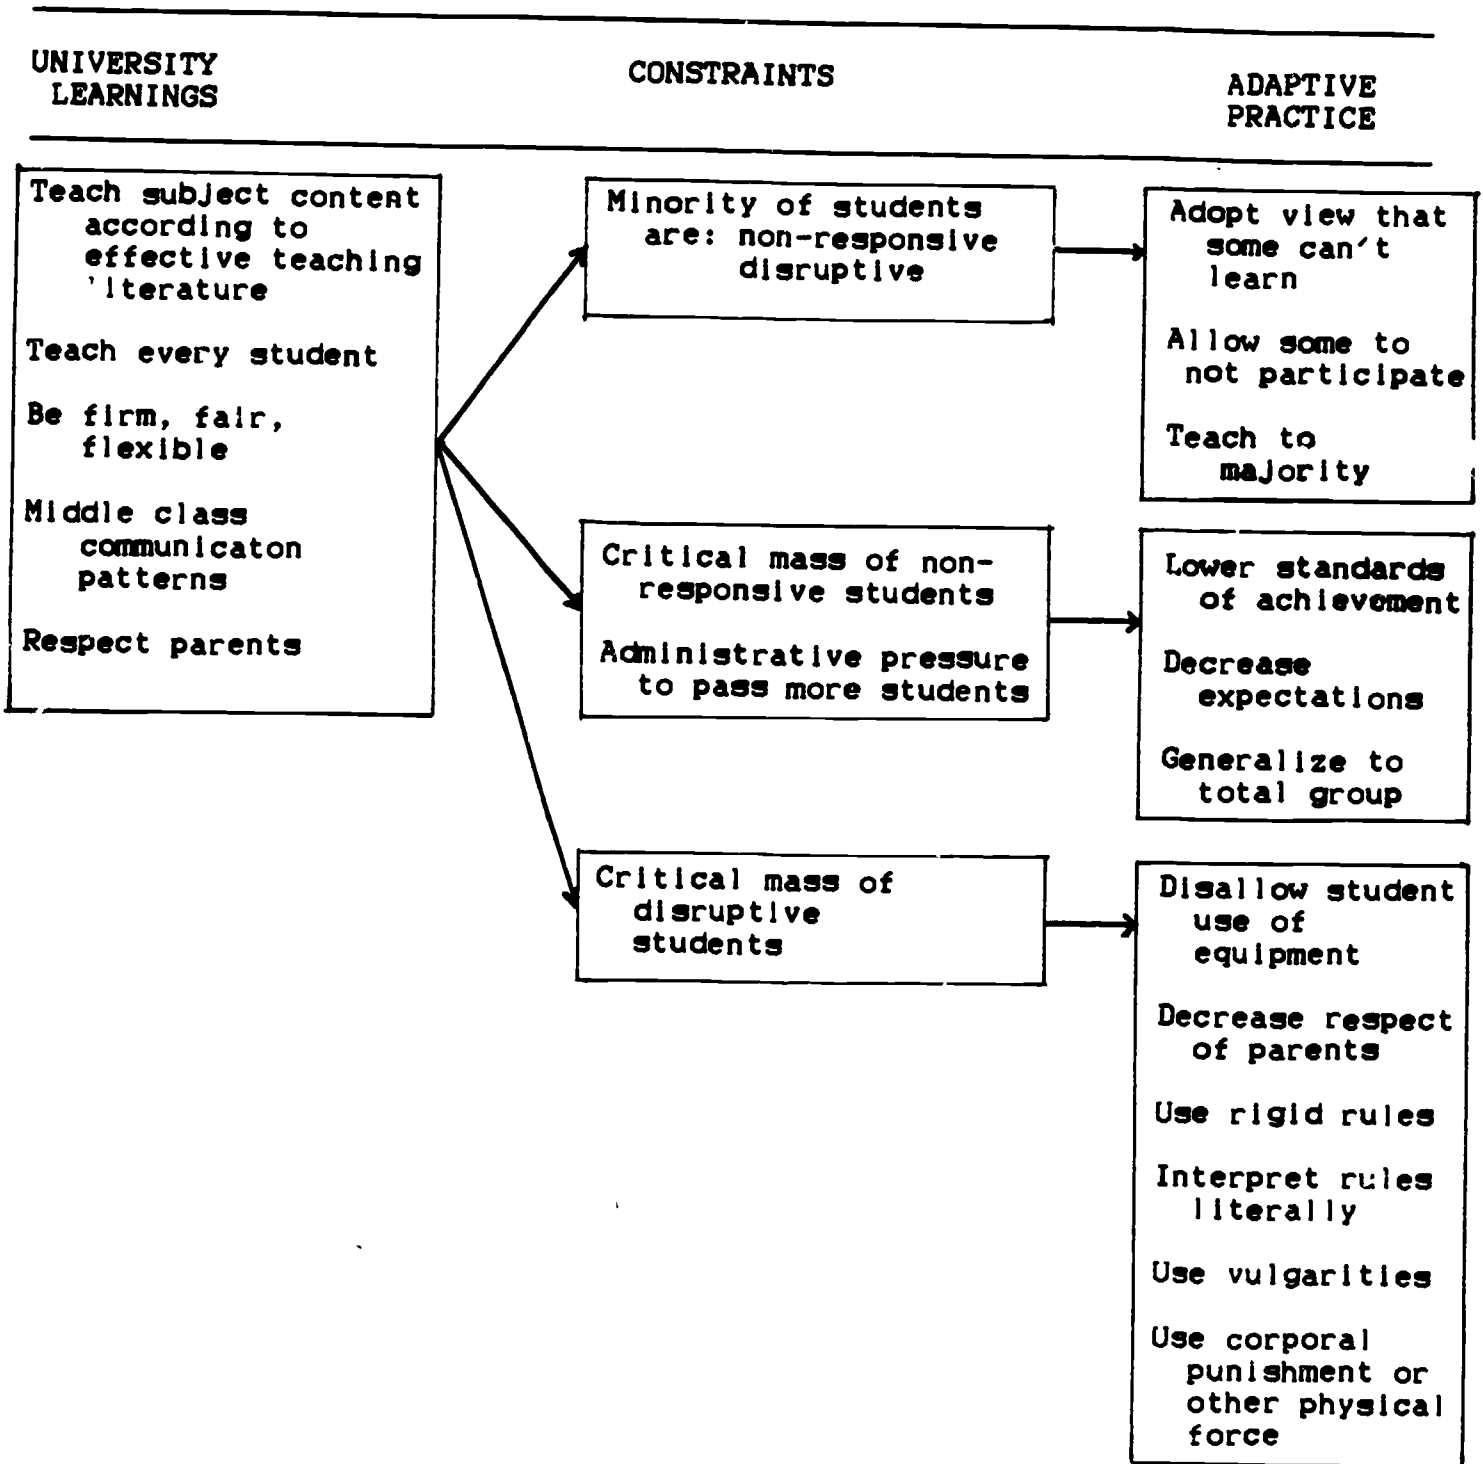 UNIVERSITY
LEARNINGS
CONSTRAINTS
ADAPTIVE
PRACTICE
Teach subject content
according to
effective teaching
'iterature
Teach every student
Be firm, fair,
flexible
Middle class
communicaton
patterns
Respect parents
Minority of students
are: non-responsive
disruptive
Critical mass of non-
responsive students
Administrative pressure
to pass more students
Critical mass of
disruptive
students
Adopt view that
some can't
learn
Allow some to
not participate
Teach to
majority
Lower standards
of achievement
Decrease
expectations
Generalize to
total group
Disallow student
use of
equipment
Decrease respect
of parents
Use rigid rules
Interpret rules
literally
Use vulgarities
Use corporal
punishment or
other physical
force